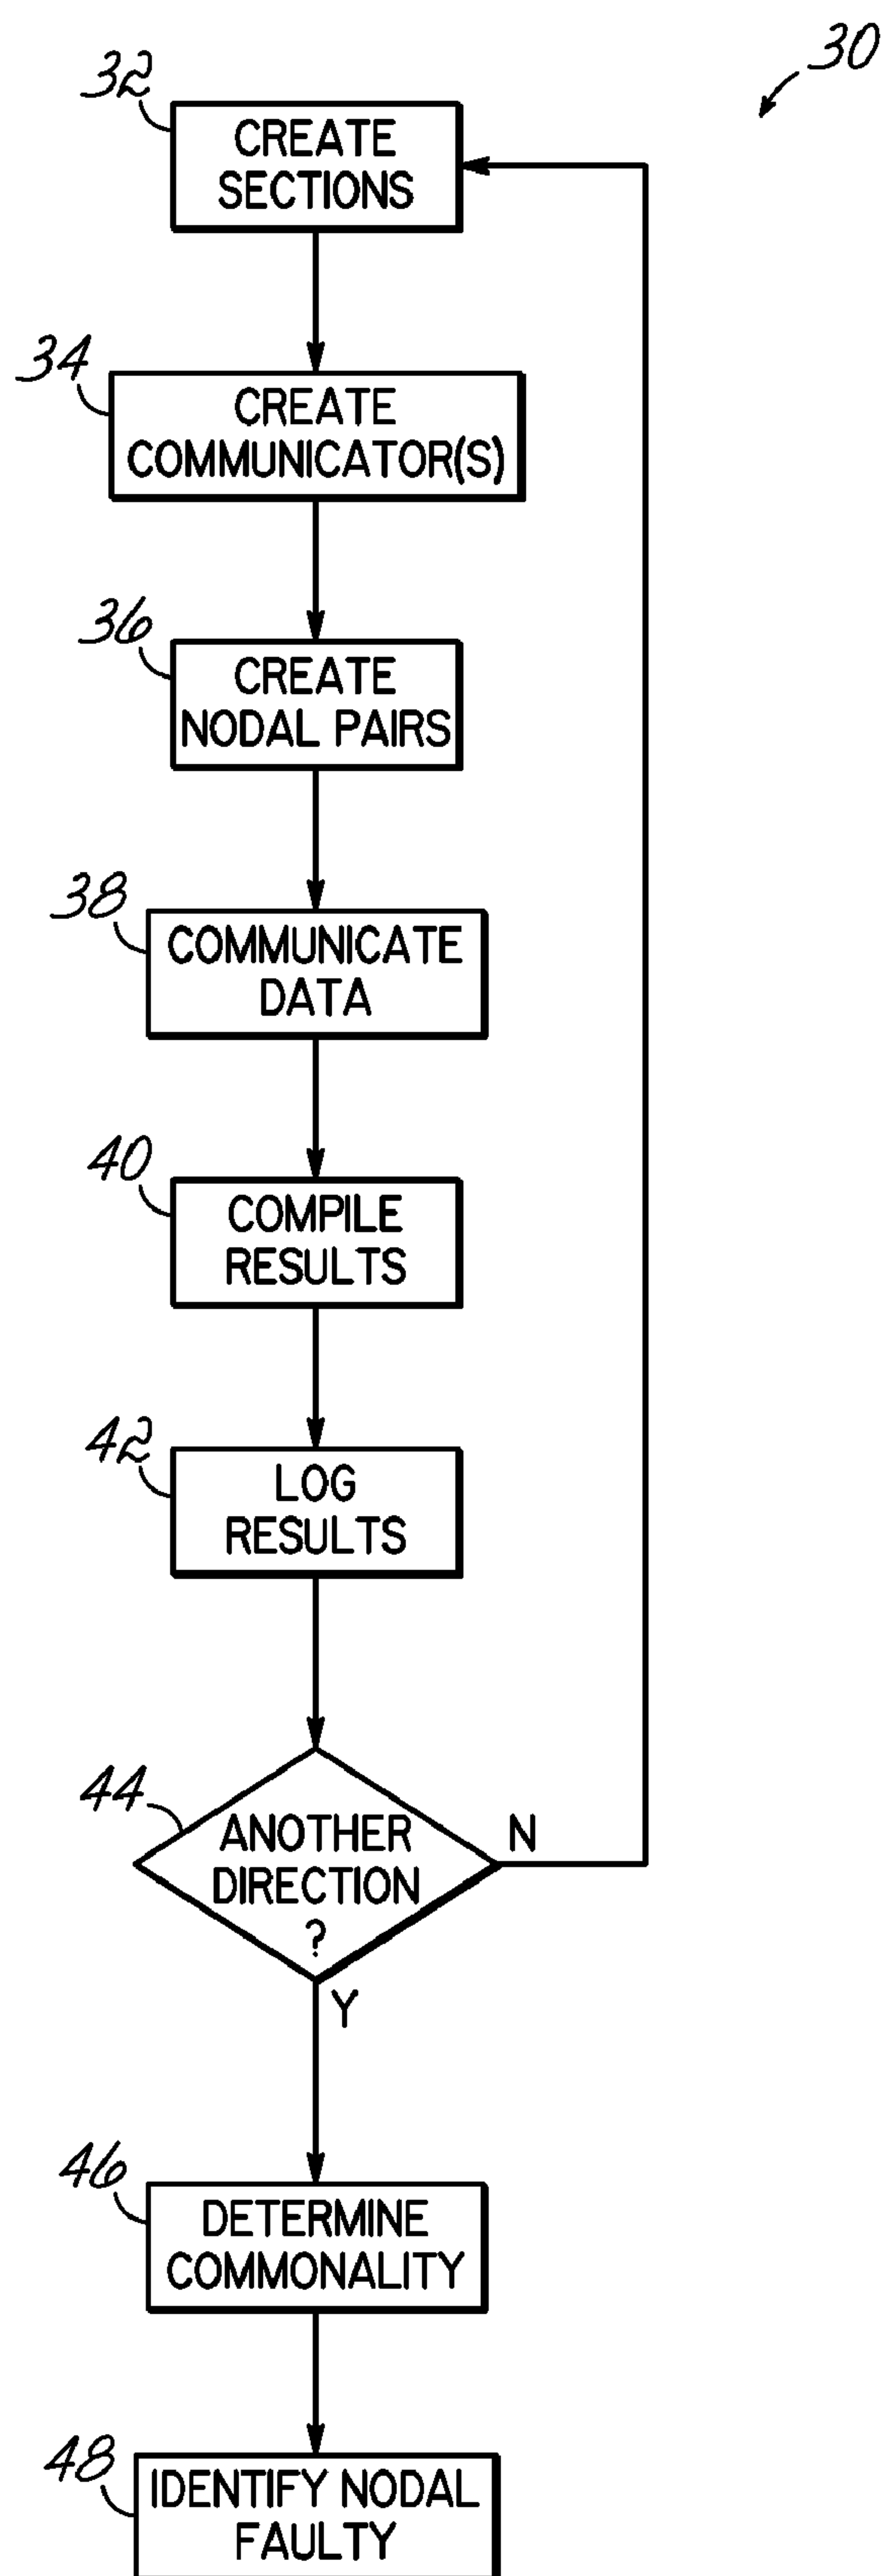 30
32
CREATE
SECTIONS
34
CREATE
COMMUNICATOR(S)
36
CREATE
NODAL PAIRS
38
COMMUNICATE
DATA
40
COMPILE
RESULTS
42
LOG
RESULTS
44
ANOTHER
DIRECTION
?
N
Y
46
DETERMINE
COMMONALITY
48
IDENTIFY NODAL
FAULTY